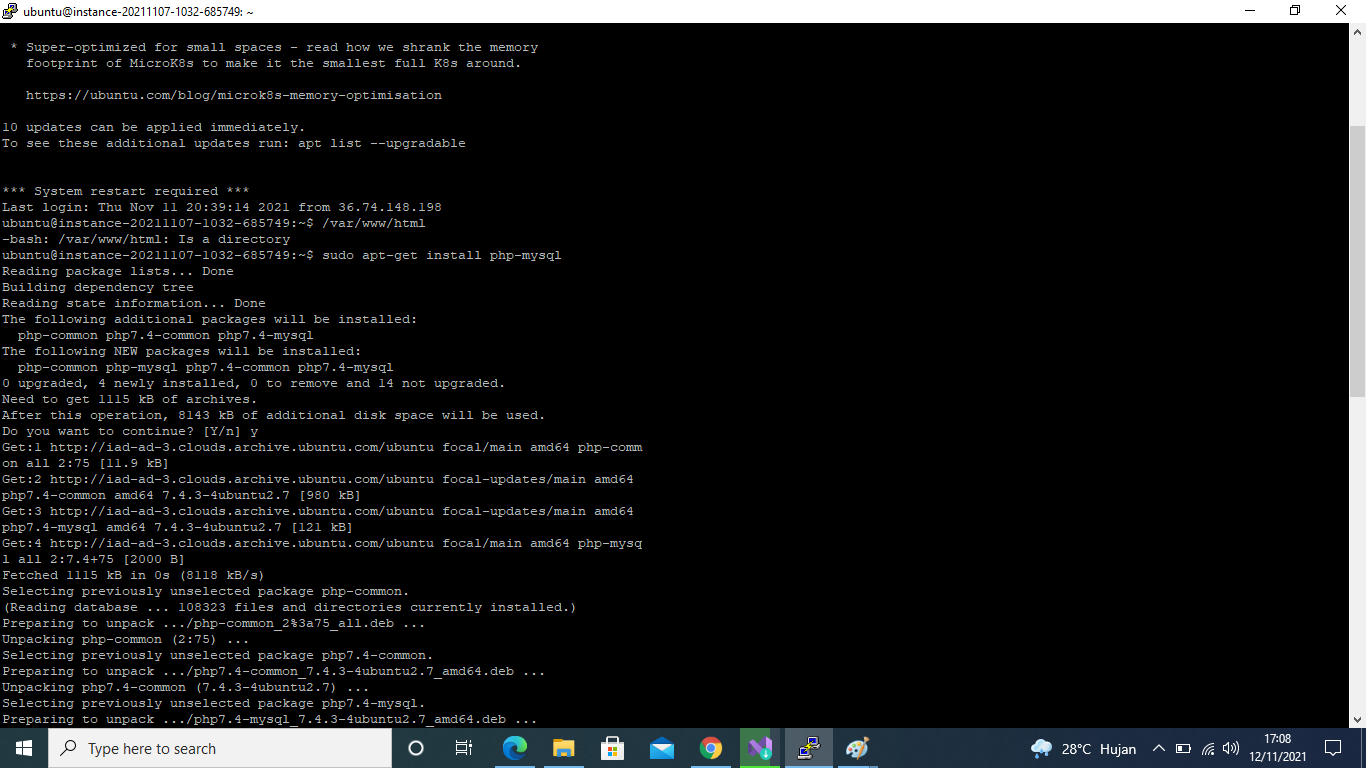 ubuntu@instance-20211107-1032-685749: ~
* Super-optimized for small spaces - read how we shrank the memory
footprint of MicroK8s to make it the smallest full K8s around.
https://ubuntu.com/blog/microk8s-memory-optimisation
10 updates can be applied immediately.
To see these additional updates run: apt list --upgradable
*** System restart required ***
Last login: Thu Nov 11 20:39:14 2021 from 36.74.148.198
ubuntu@instance-20211107-1032-685749:~$ /var/www/html
-bash: /var/www/html: Is a directory
ubuntu@instance-20211107-1032-685749:~$ sudo apt-get install php-mysql
Reading package lists... Done
Building dependency tree
Reading state information... Done
The following additional packages will be installed:
php-common php7.4-common php7.4-mysql
The following NEW packages will be installed:
php-common php-mysql php7.4-common php7.4-mysql
0 upgraded, 4 newly installed, 0 to remove and 14 not upgraded.
Need to get 1115 kB of archives.
After this operation, 8143 kB of additional disk space will be used.
Do you want to continue? [Y/n] y
Get:1 http://iad-ad-3.clouds.archive.ubuntu.com/ubuntu focal/main amd64 php-comm
on all 2:75 [11.9 kB]
Get:2 http://iad-ad-3.clouds.archive.ubuntu.com/ubuntu focal-updates/main amd64
php7.4-common amd64 7.4.3-4ubuntu2.7 [980 kB]
Get:3 http://iad-ad-3.clouds.archive.ubuntu.com/ubuntu focal-updates/main amd64
php7.4-mysql amd64 7.4.3-4ubuntu2.7 [121 kB]
Get:4 http://iad-ad-3.clouds.archive.ubuntu.com/ubuntu focal/main amd64 php-mysq
l all 2:7.4+75 [2000 B]
Fetched 1115 kB in 0s (8118 kB/s)
Selecting previously unselected package php-common.
(Reading database ... 108323 files and directories currently installed.)
Preparing to unpack .../php-common_2%3a75_all.deb ...
Unpacking php-common (2:75) ...
Selecting previously unselected package php7.4-common.
Preparing to unpack .../php7.4-common_7.4.3-4ubuntu2.7_amd64.deb ...
Unpacking php7.4-common (7.4.3-4ubuntu2.7) ...
Selecting previously unselected package php7.4-mysql.
Preparing to unpack .../php7.4-mysql_7.4.3-4ubuntu2.7_amd64.deb ...
Type here to search
28°C Hujan
17:08
12/11/2021